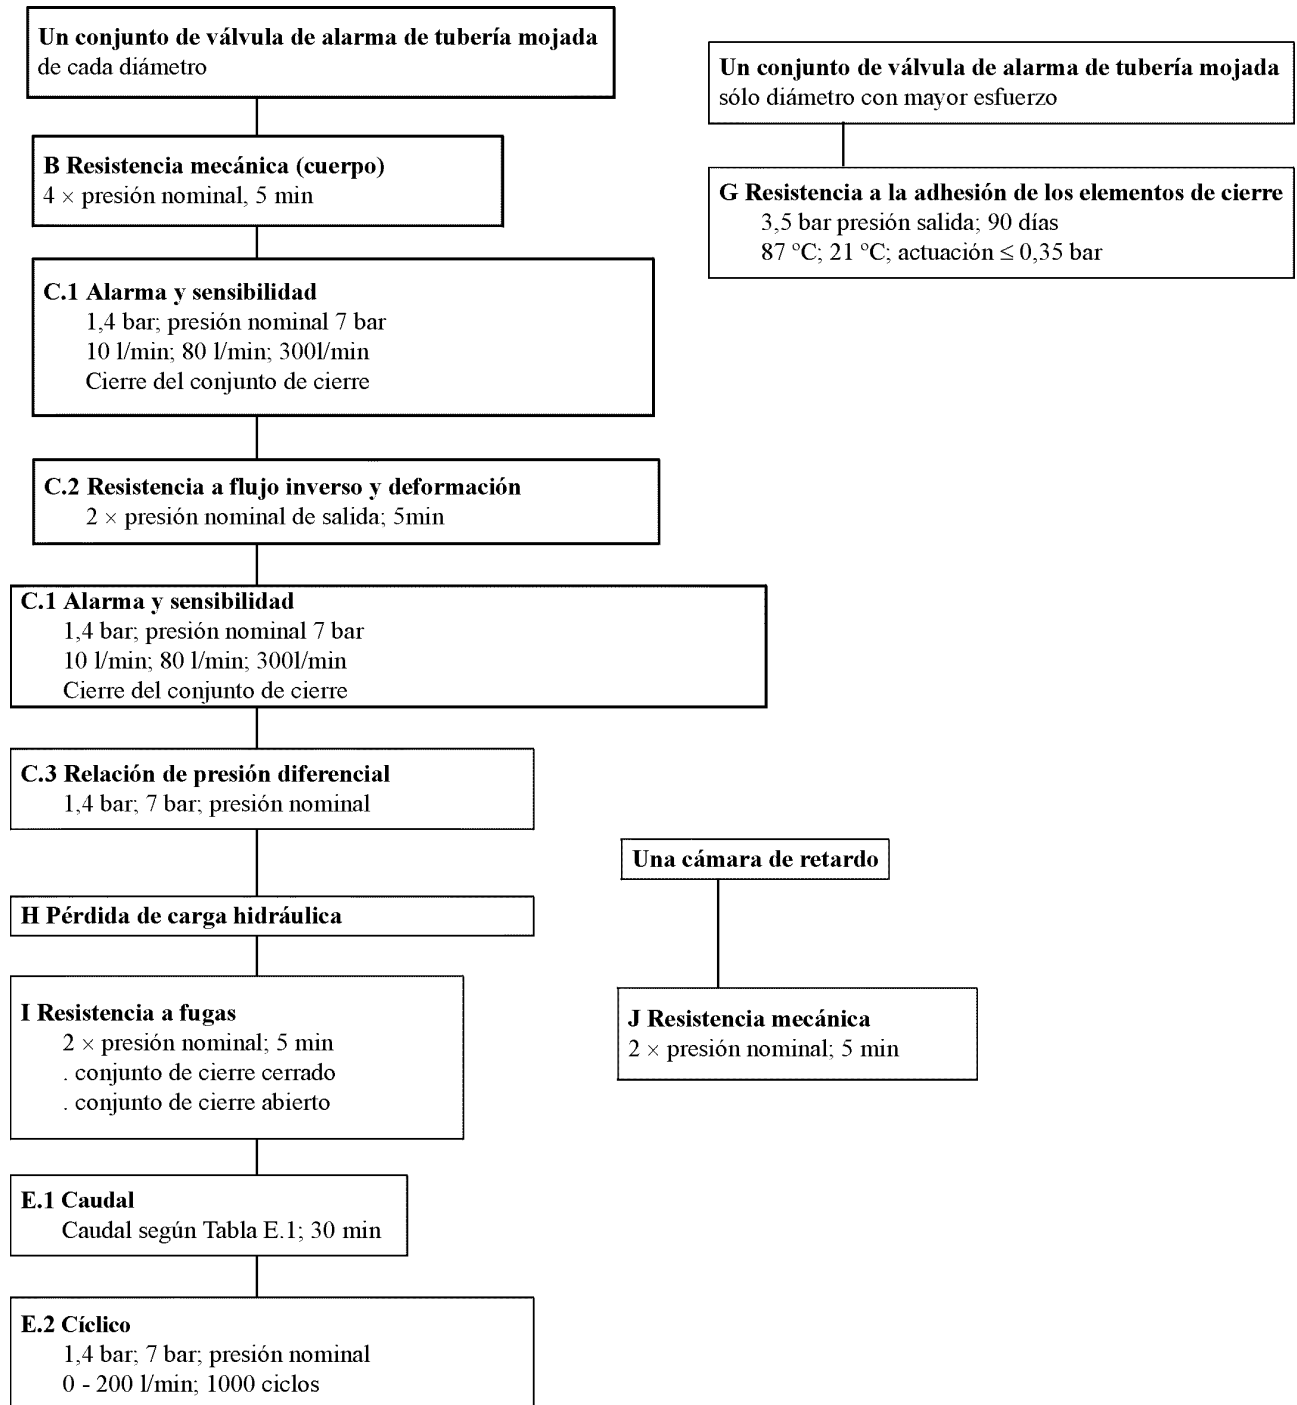 Un conjunto de válvula de alarma de tubería mojada
de cada diámetro
B Resistencia mecánica (cuerpo)
4 × presión nominal, 5 min
C.1 Alarma y sensibilidad
1,4 bar; presión nominal 7 bar
10 l/min; 80 l/min; 300l/min
Cierre del conjunto de cierre
C.2 Resistencia a flujo inverso y deformación
2 × presión nominal de salida; 5min
C.1 Alarma y sensibilidad
1,4 bar; presión nominal 7 bar
10 l/min; 80 l/min; 300l/min
Cierre del conjunto de cierre
C.3 Relación de presión diferencial
1,4 bar; 7 bar; presión nominal
H Pérdida de carga hidráulica
I Resistencia a fugas
2 × presión nominal; 5 min
. conjunto de cierre cerrado
. conjunto de cierre abierto
E.1 Caudal
Caudal según Tabla E.1; 30 min
E.2 Cíclico
1,4 bar; 7 bar; presión nominal
0 - 200 l/min; 1000 ciclos
Un conjunto de válvula de alarma de tubería mojada
sólo diámetro con mayor esfuerzo
G Resistencia a la adhesión de los elementos de cierre
3,5 bar presión salida; 90 días
87 ºC; 21 ºC; actuación ≤ 0,35 bar
Una cámara de retardo
J Resistencia mecánica
2 × presión nominal; 5 min